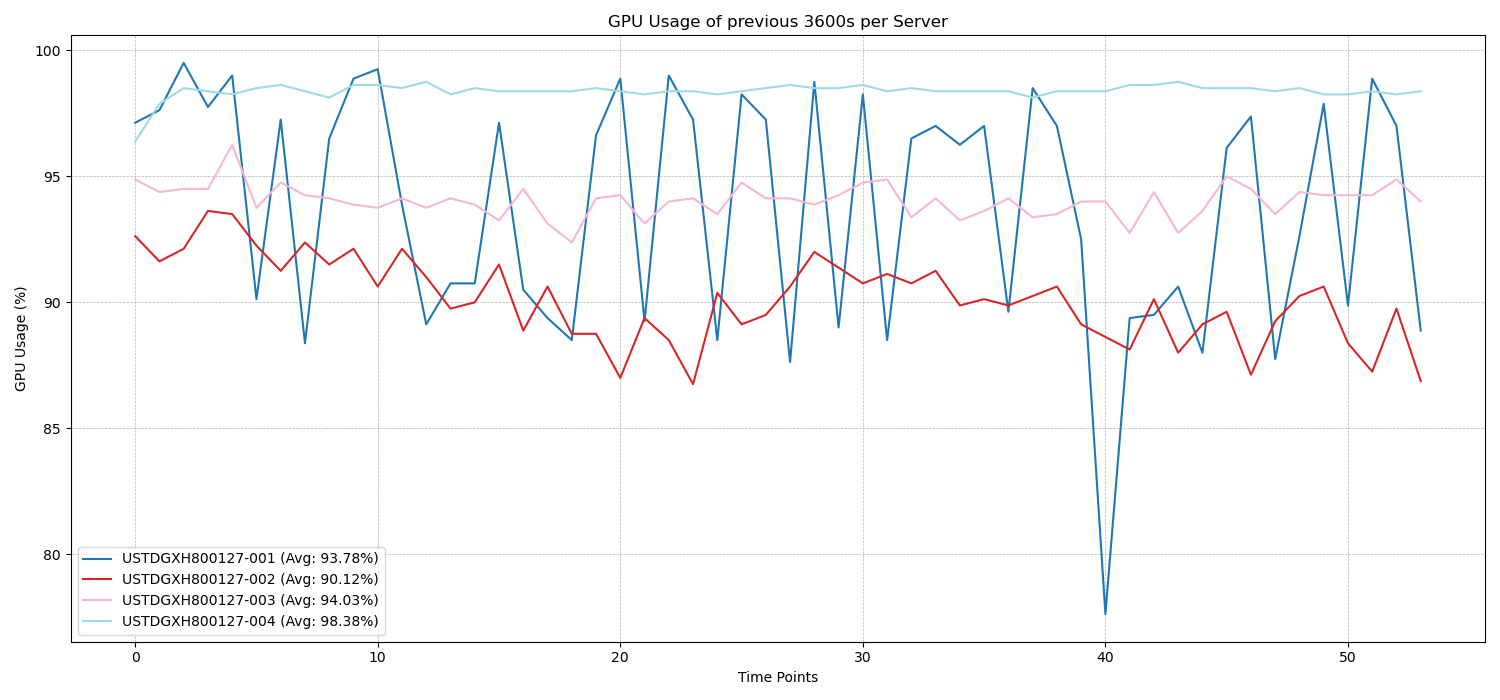 GPU Usage of previous 3600s per Server
GPU Usage (%)
100
95
90
85
80
USTDGXH800127-001 (Avg: 93.78%)
USTDGXH800127-002 (Avg: 90.12%)
USTDGXH800127-003 (Avg: 94.03%)
USTDGXH800127-004 (Avg: 98.38%)
0 10 20 30 40 50
Time Points